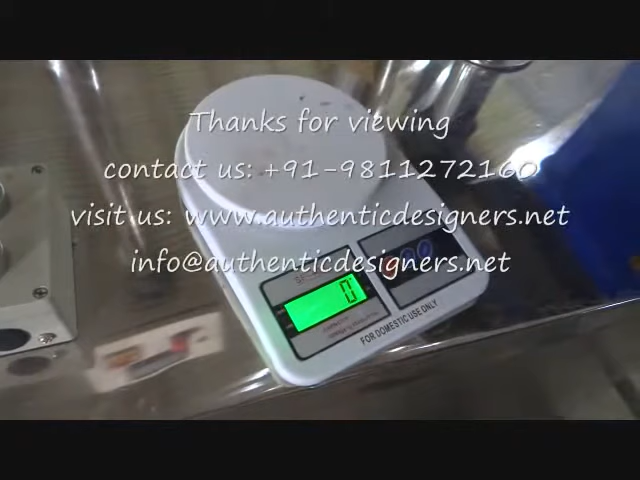 Thanks for viewing
contact us: +91-9811272160
visit us: www.authenticdesigners.net
info@authenticdesigners.net
0
FOR DOMESTIC USE ONLY